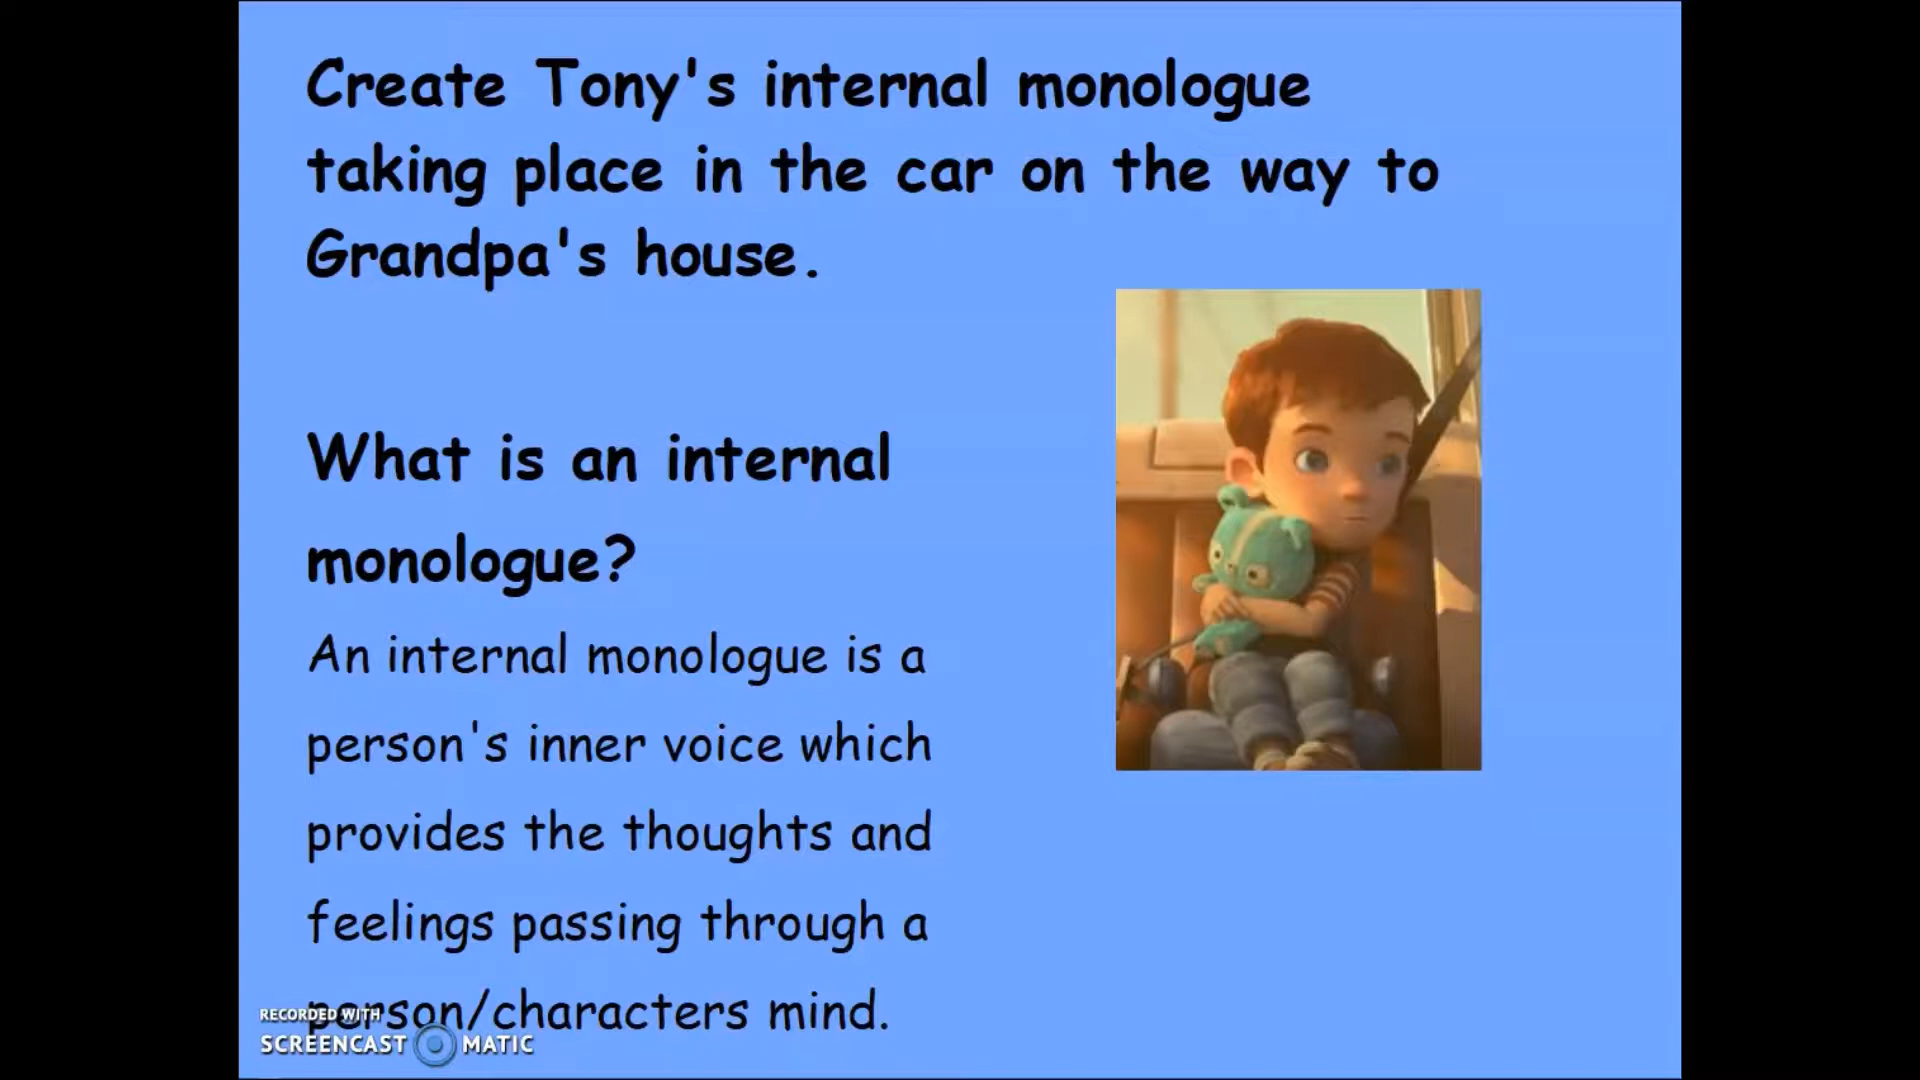 Create Tony's internal monologue
taking place in the car on the way to
Grandpa's house.
What is an internal
monologue?
An internal monologue is a
person's inner voice which
provides the thoughts and
feelings passing through a
person/characters mind.
RECORDED WITH
SCREENCAST MATIC